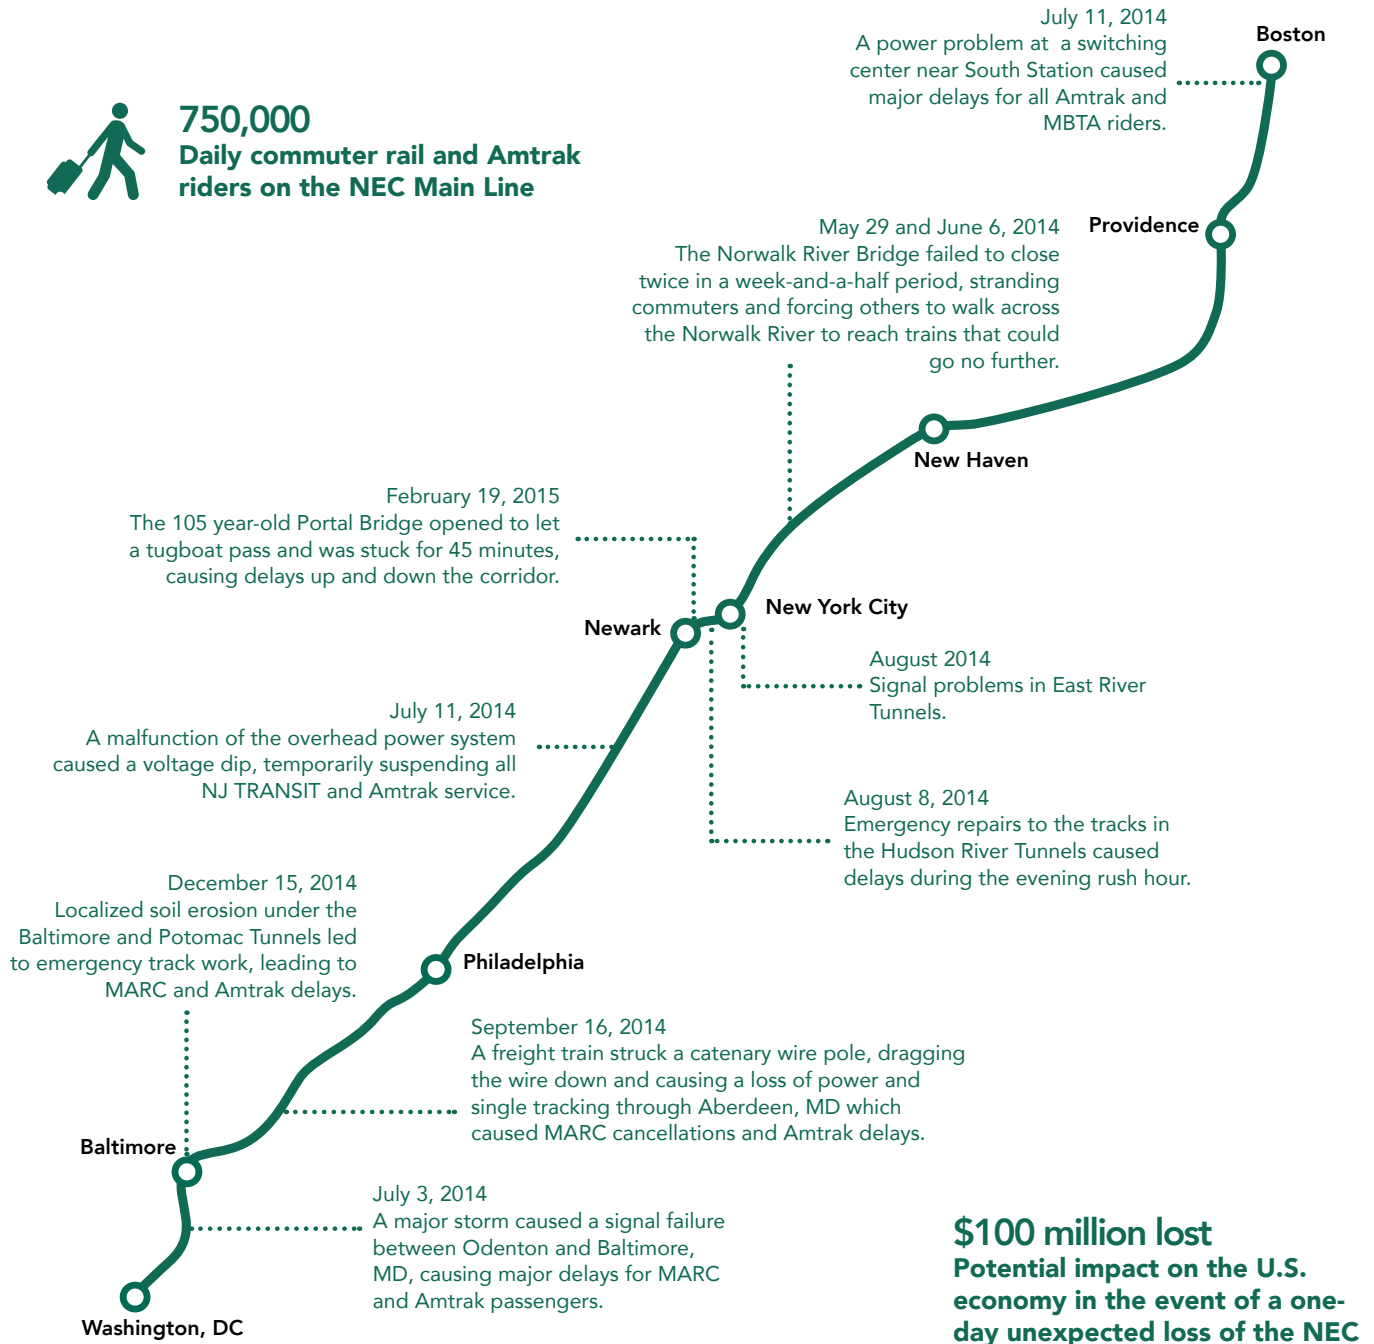 July 11, 2014
A power problem at a switching
center near South Station caused
major delays for all Amtrak and
MBTA riders.
Boston
750,000
Daily commuter rail and Amtrak
riders on the NEC Main Line
May 29 and June 6, 2014
The Norwalk River Bridge failed to close
twice in a week-and-a-half period, stranding
commuters and forcing others to walk across
the Norwalk River to reach trains that could
go no further.
Providence
New Haven
February 19, 2015
The 105 year-old Portal Bridge opened to let
a tugboat pass and was stuck for 45 minutes,
causing delays up and down the corridor.
New York City
Newark
August 2014
Signal problems in East River
Tunnels.
July 11, 2014
A malfunction of the overhead power system
caused a voltage dip, temporarily suspending all
NJ TRANSIT and Amtrak service.
August 8, 2014
Emergency repairs to the tracks in
the Hudson River Tunnels caused
delays during the evening rush hour.
December 15, 2014
Localized soil erosion under the
Baltimore and Potomac Tunnels led
to emergency track work, leading to
MARC and Amtrak delays.
Philadelphia
September 16, 2014
A freight train struck a catenary wire pole, dragging
the wire down and causing a loss of power and
single tracking through Aberdeen, MD which
caused MARC cancellations and Amtrak delays.
Baltimore
July 3, 2014
A major storm caused a signal failure
between Odenton and Baltimore,
MD, causing major delays for MARC
and Amtrak passengers.
Washington, DC
$100 million lost
Potential impact on the U.S.
economy in the event of a one-
day unexpected loss of the NEC